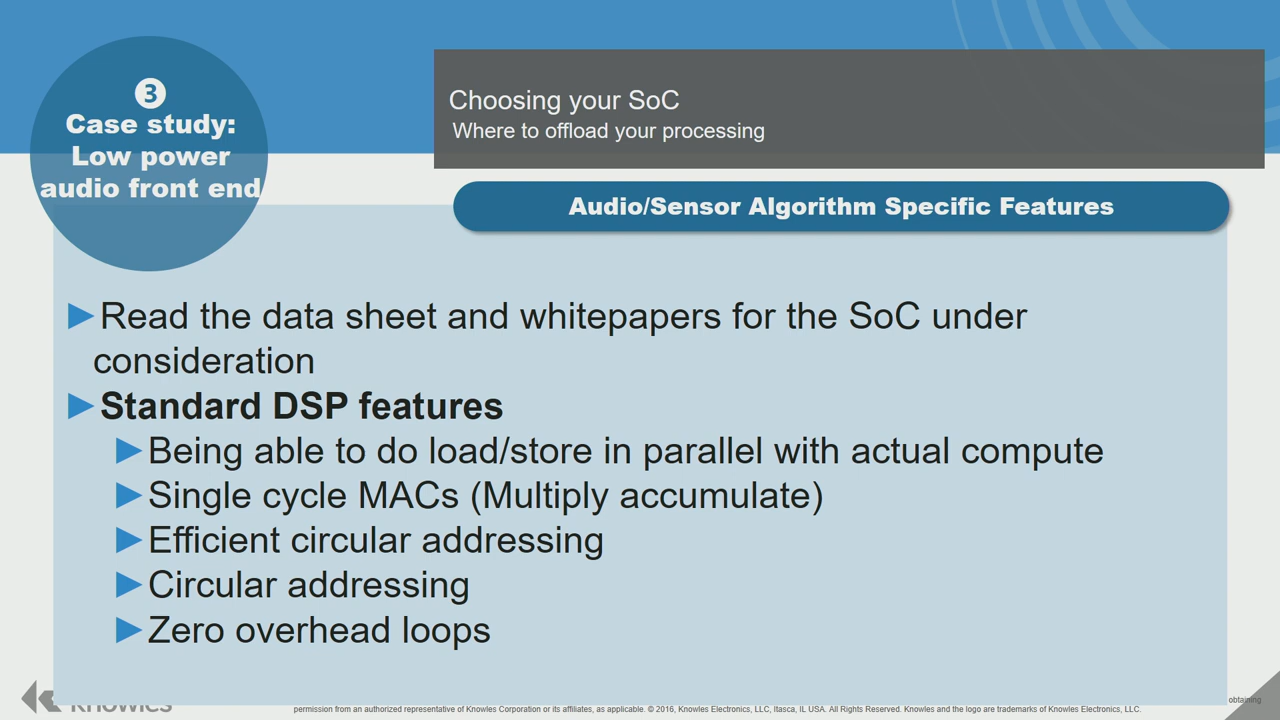 3
Case study:
Low power
audio front end
Choosing your SoC
Where to offload your processing
Audio/Sensor Algorithm Specific Features
Read the data sheet and whitepapers for the SoC under
consideration
Standard DSP features
Being able to do load/store in parallel with actual compute
Single cycle MACs (Multiply accumulate)
Efficient circular addressing
Circular addressing
Zero overhead loops
Knowles
obtaining
permission from an authorized representative of Knowles Corporation or its affiliates, as applicable. © 2016, Knowles Electronics, LLC, Itasca, IL USA. All Rights Reserved. Knowles and the logo are trademarks of Knowles Electronics, LLC.